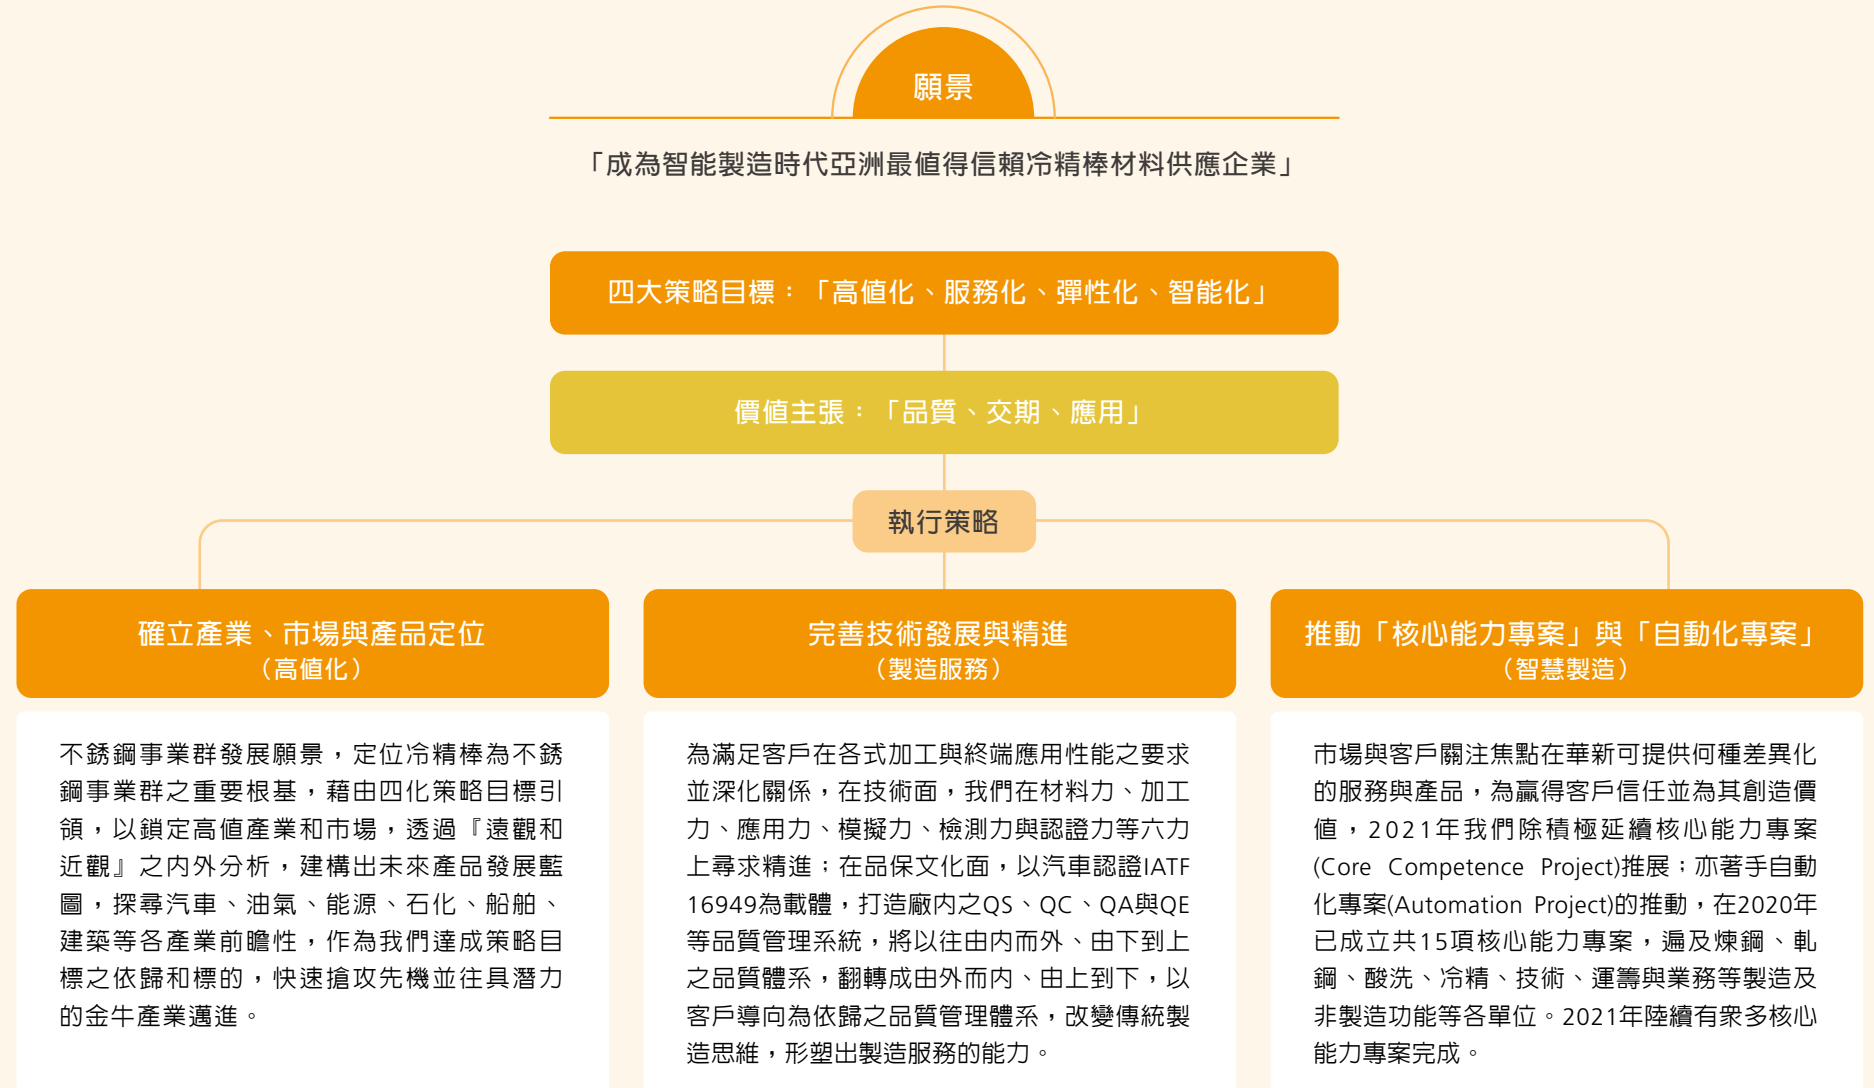 願景
「成為智能製造時代亞洲最值得信賴冷精棒材料供應企業」
四大策略目標：「高值化、服務化、彈性化、智能化」
價值主張：「品質、交期、應用」
執行策略
確立產業、市場與產品定位
（高值化）
不銹鋼事業群發展願景，定位冷精棒為不銹
鋼事業群之重要根基，藉由四化策略目標引
領，以鎖定高值產業和市場，透過『遠觀和
近觀』之內外分析，建構出未來產品發展藍
圖，探尋汽車、油氣、能源、石化、船舶、
建築等各產業前瞻性，作為我們達成策略目
標之依歸和標的，快速搶攻先機並往具潛力
的金牛產業邁進。
完善技術發展與精進
（製造服務）
為滿足客戶在各式加工與終端應用性能之要求
並深化關係，在技術面，我們在材料力、加工
力、應用力、模擬力、檢測力與認證力等六力
上尋求精進；在品保文化面，以汽車認證IATF
16949為載體，打造廠內之QS、QC、QA與QE
等品質管理系統，將以往由內而外、由下到上
之品質體系，翻轉成由外而內、由上到下，以
客戶導向為依歸之品質管理體系，改變傳統製
造思維，形塑出製造服務的能力。
推動「核心能力專案」與「自動化專案」
（智慧製造）
市場與客戶關注焦點在華新可提供何種差異化
的服務與產品，為贏得客戶信任並為其創造價
值，2021年我們除積極延續核心能力專案
(Core Competence Project)推展；亦著手自動
化專案(Automation Project)的推動，在2020年
已成立共15項核心能力專案，遍及煉鋼、軋
鋼、酸洗、冷精、技術、運籌與業務等製造及
非製造功能等各單位。2021年陸續有眾多核心
能力專案完成。